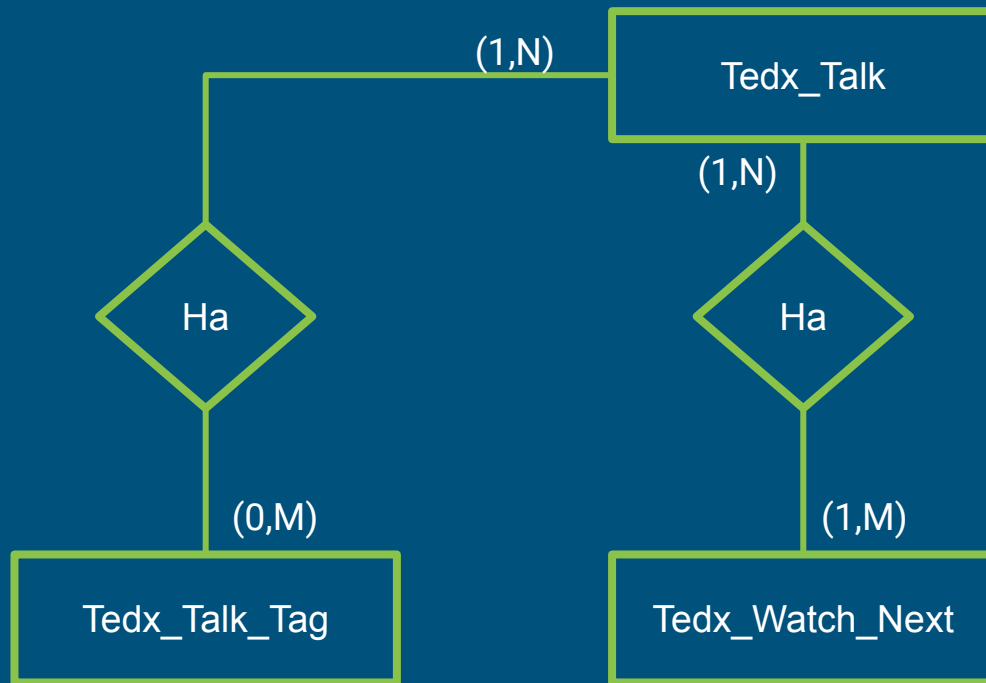 (1,N)
Tedx_Talk
(1,N)
Ha
Ha
(0,M)
(1,M)
Tedx_Talk_Tag
Tedx_Watch_Next